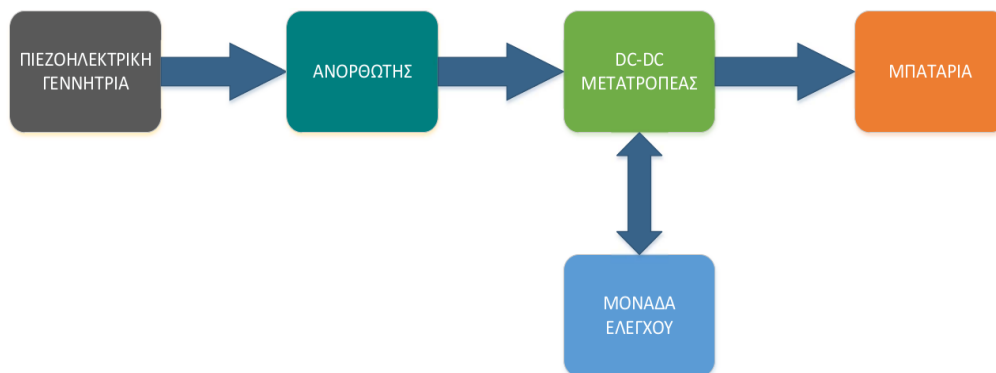 ΠΙΕΖΟΗΛΕΚΤΡΙΚΗ
ΓΕΝΝΗΤΡΙΑ
ΑΝΟΡΘΩΤΗΣ
DC-DC
ΜΕΤΑΤΡΟΠΕΑΣ
ΜΠΑΤΑΡΙΑ
ΜΟΝΑΔΑ
ΕΛΕΓΧΟΥ